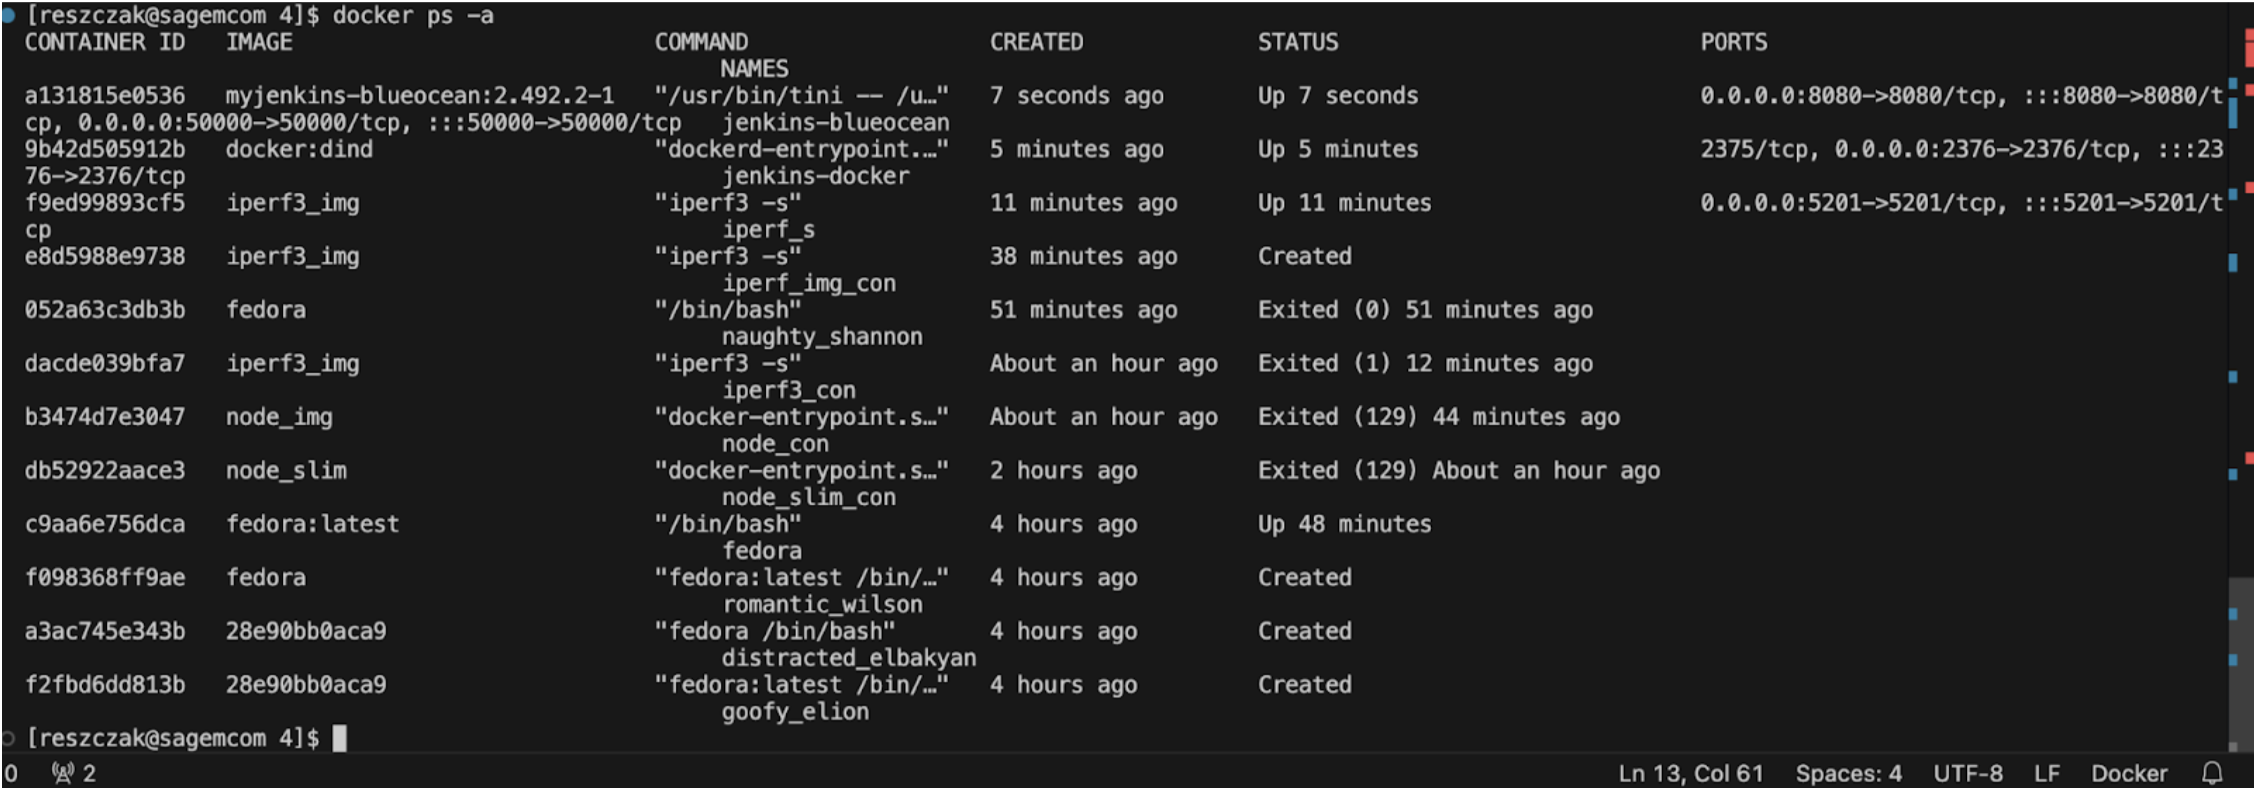 [reszczak@sagemcom 4]$ docker ps -a
CONTAINER ID   IMAGE                           COMMAND                  CREATED             STATUS                           PORTS
     NAMES
a131815e0536   myjenkins-blueocean:2.492.2-1   "/usr/bin/tini -- /u…"   7 seconds ago       Up 7 seconds                     0.0.0.0:8080->8080/tcp, :::8080->8080/t
cp, 0.0.0.0:50000->50000/tcp, :::50000->50000/tcp   jenkins-blueocean
9b42d505912b   docker:dind                     "dockerd-entrypoint.…"   5 minutes ago       Up 5 minutes                     2375/tcp, 0.0.0.0:2376->2376/tcp, :::23
76->2376/tcp                                        jenkins-docker
f9ed99893cf5   iperf3_img                      "iperf3 -s"              11 minutes ago      Up 11 minutes                    0.0.0.0:5201->5201/tcp, :::5201->5201/t
cp                                                  iperf_s
e8d5988e9738   iperf3_img                      "iperf3 -s"              38 minutes ago      Created
     iperf_img_con
052a63c3db3b   fedora                          "/bin/bash"              51 minutes ago      Exited (0) 51 minutes ago
     naughty_shannon
dacde039bfa7   iperf3_img                      "iperf3 -s"              About an hour ago   Exited (1) 12 minutes ago
     iperf3_con
b3474d7e3047   node_img                        "docker-entrypoint.s…"   About an hour ago   Exited (129) 44 minutes ago
     node_con
db52922aace3   node_slim                       "docker-entrypoint.s…"   2 hours ago         Exited (129) About an hour ago
     node_slim_con
c9aa6e756dca   fedora:latest                   "/bin/bash"              4 hours ago         Up 48 minutes
     fedora
f098368ff9ae   fedora                          "fedora:latest /bin/…"   4 hours ago         Created
     romantic_wilson
a3ac745e343b   28e90bb0aca9                    "fedora /bin/bash"       4 hours ago         Created
     distracted_elbakyan
f2fbd6dd813b   28e90bb0aca9                    "fedora:latest /bin/…"   4 hours ago         Created
     goofy_elion
[reszczak@sagemcom 4]$
0 2 Ln 13, Col 61 Spaces: 4 UTF-8 LF Docker